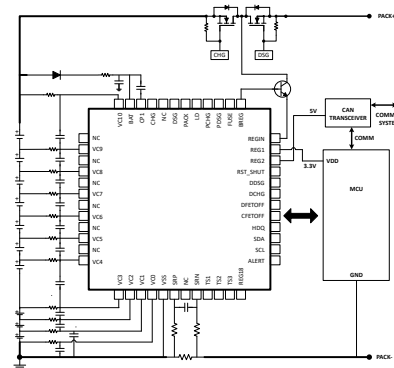 PACK+
CHG
DSG
VC10
BAT
CP1
CHG
NC
DSG
PACK
LD
PCHG
PDSG
FUSE
BREG
5V
CAN
TRANSCEIVER
COMM
SYSTEM
COMM
3.3V
VDD
MCU
GND
NC
VC9
NC
VC8
NC
VC7
NC
VC6
NC
VC5
NC
VC4
REGIN
REG1
REG2
RST_SHUT
DDSG
DCHG
DFETOFF
CFETOFF
HDQ
SDA
SCL
ALERT
VC3
VC2
VC1
VC0
VSS
SRP
NC
SRN
TS1
TS2
TS3
REG18
PACK-